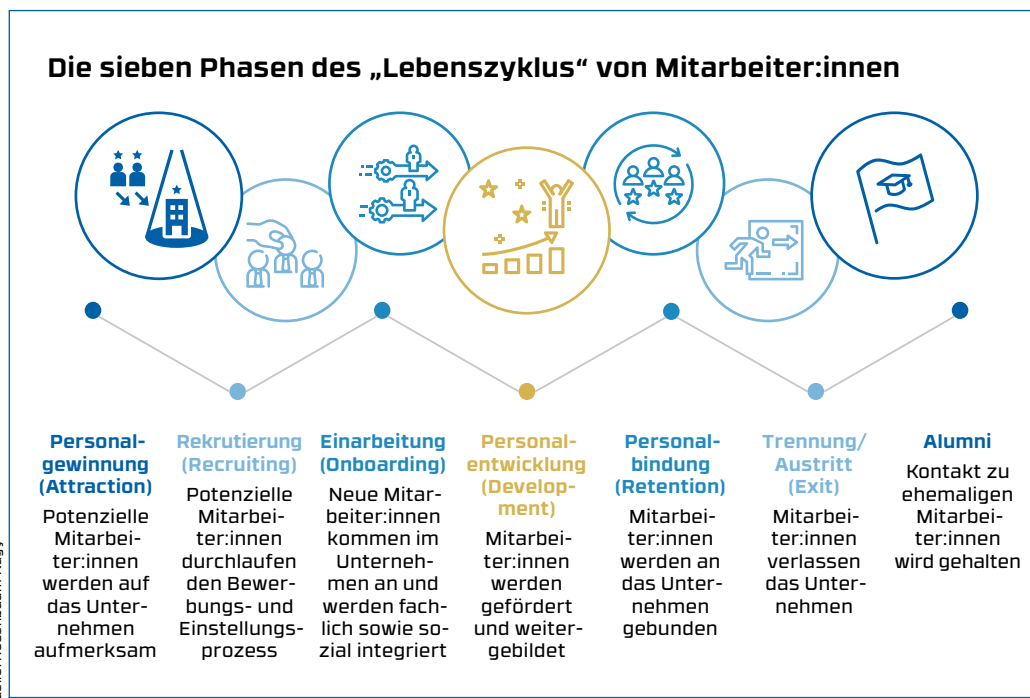 Die sieben Phasen des „Lebenszyklus“ von Mitarbeiter:innen
Personal-
gewinnung
(Attraction)
Potenzielle
Mitarbei-
ter:innen
werden auf
das Unter-
nehmen
aufmerksam
Rekrutierung
(Recruiting)
Potenzielle
Mitarbei-
ter:innen
durchlaufen
den Bewer-
bungs- und
Einstellungs-
prozess
Einarbeitung
(Onboarding)
Neue Mitar-
beiter:innen
kommen im
Unterneh-
men an und
werden fach-
lich sowie so-
zial integriert
Personal-
entwicklung
(Develop-
ment)
Mitarbei-
ter:innen
werden
gefördert
und weiter-
gebildet
Personal-
bindung
(Retention)
Mitarbei-
ter:innen
werden an
das Unter-
nehmen
gebunden
Trennung/
Austritt
(Exit)
Mitarbei-
ter:innen
verlassen
das Unter-
nehmen
Alumni
Kontakt zu
ehemaligen
Mitarbei-
ter:innen
wird gehalten